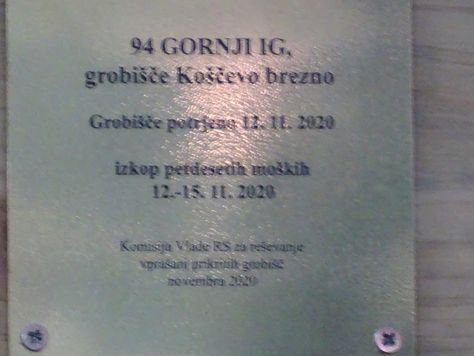 94 GORNJI IG,
grobišče Koščevo brezno
Grobišče potrjeno 12. 11. 2020
izkop petdesetih moških
12.-15. 11. 2020
Komisija Vlade RS za reševanje
vprašanj prikritih grobišč
novembra 2020